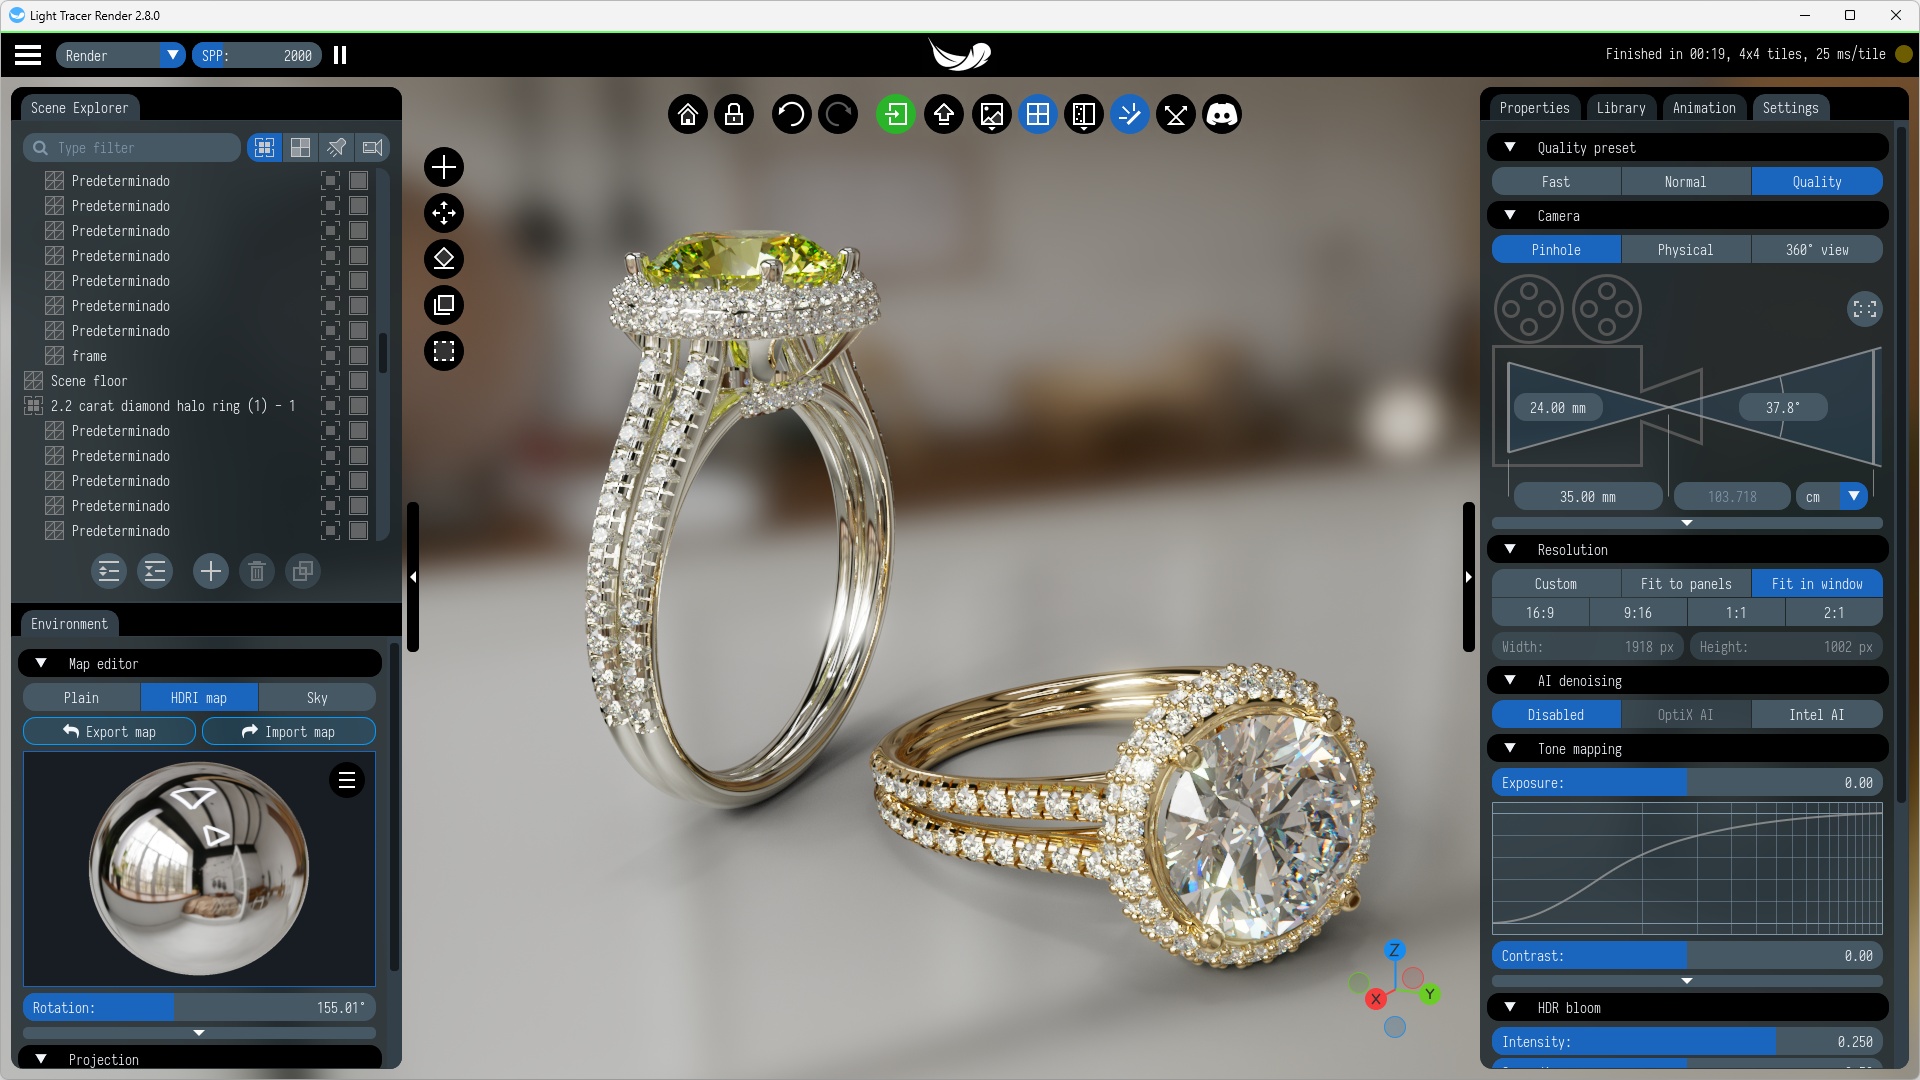 Light Tracer Render 2.8.0
Render
SPP: 2000
Finished in 00:19, 4x4 tiles, 25 ms/tile
Scene Explorer
Type filter
Predeterminado
Predeterminado
Predeterminado
Predeterminado
Predeterminado
Predeterminado
Predeterminado
frame
Scene floor
2.2 carat diamond halo ring (1) - 1
Predeterminado
Predeterminado
Predeterminado
Predeterminado
Predeterminado
Environment
Map editor
Plain HDRI map Sky
Export map Import map
Rotation: 155.01°
Projection
Z
X
Y
Properties Library Animation Settings
Quality preset
Fast Normal Quality
Camera
Pinhole Physical 360° view
24.00 mm 37.8°
35.00 mm 103.718 cm
Resolution
Custom Fit to panels Fit in window
16:9 9:16 1:1 2:1
Width: 1918 px Height: 1002 px
AI denoising
Disabled OptiX AI Intel AI
Tone mapping
Exposure: 0.00
Contrast: 0.00
HDR bloom
Intensity: 0.250